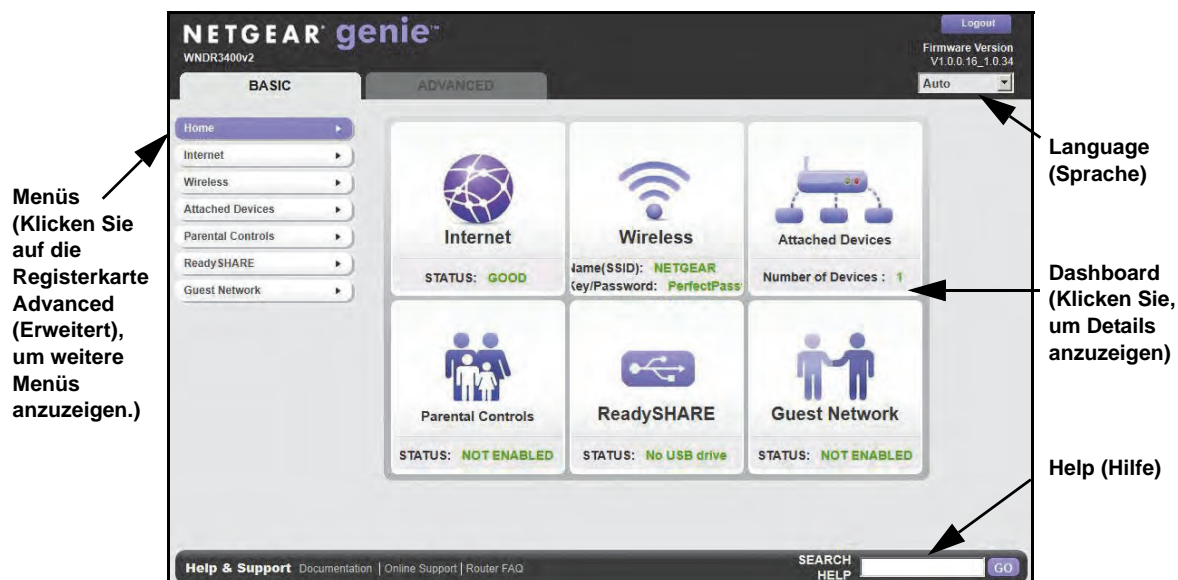 NETGEAR® genie™
WNDR3400v2
Logout
Firmware Version
V1.0.0.16_1.0.34
Auto
BASIC
ADVANCED
Home
Internet
Wireless
Attached Devices
Parental Controls
ReadySHARE
Guest Network
Internet
STATUS: GOOD
Wireless
Name(SSID): NETGEAR
Key/Password: PerfectPass
Attached Devices
Number of Devices : 1
Parental Controls
STATUS: NOT ENABLED
ReadySHARE
STATUS: No USB drive
Guest Network
STATUS: NOT ENABLED
Help & Support Documentation | Online Support | Router FAQ
SEARCH
HELP
GO
Menüs
(Klicken Sie
auf die
Registerkarte
Advanced
(Erweitert),
um weitere
Menüs
anzuzeigen.)
Language
(Sprache)
Dashboard
(Klicken Sie,
um Details
anzuzeigen)
Help (Hilfe)